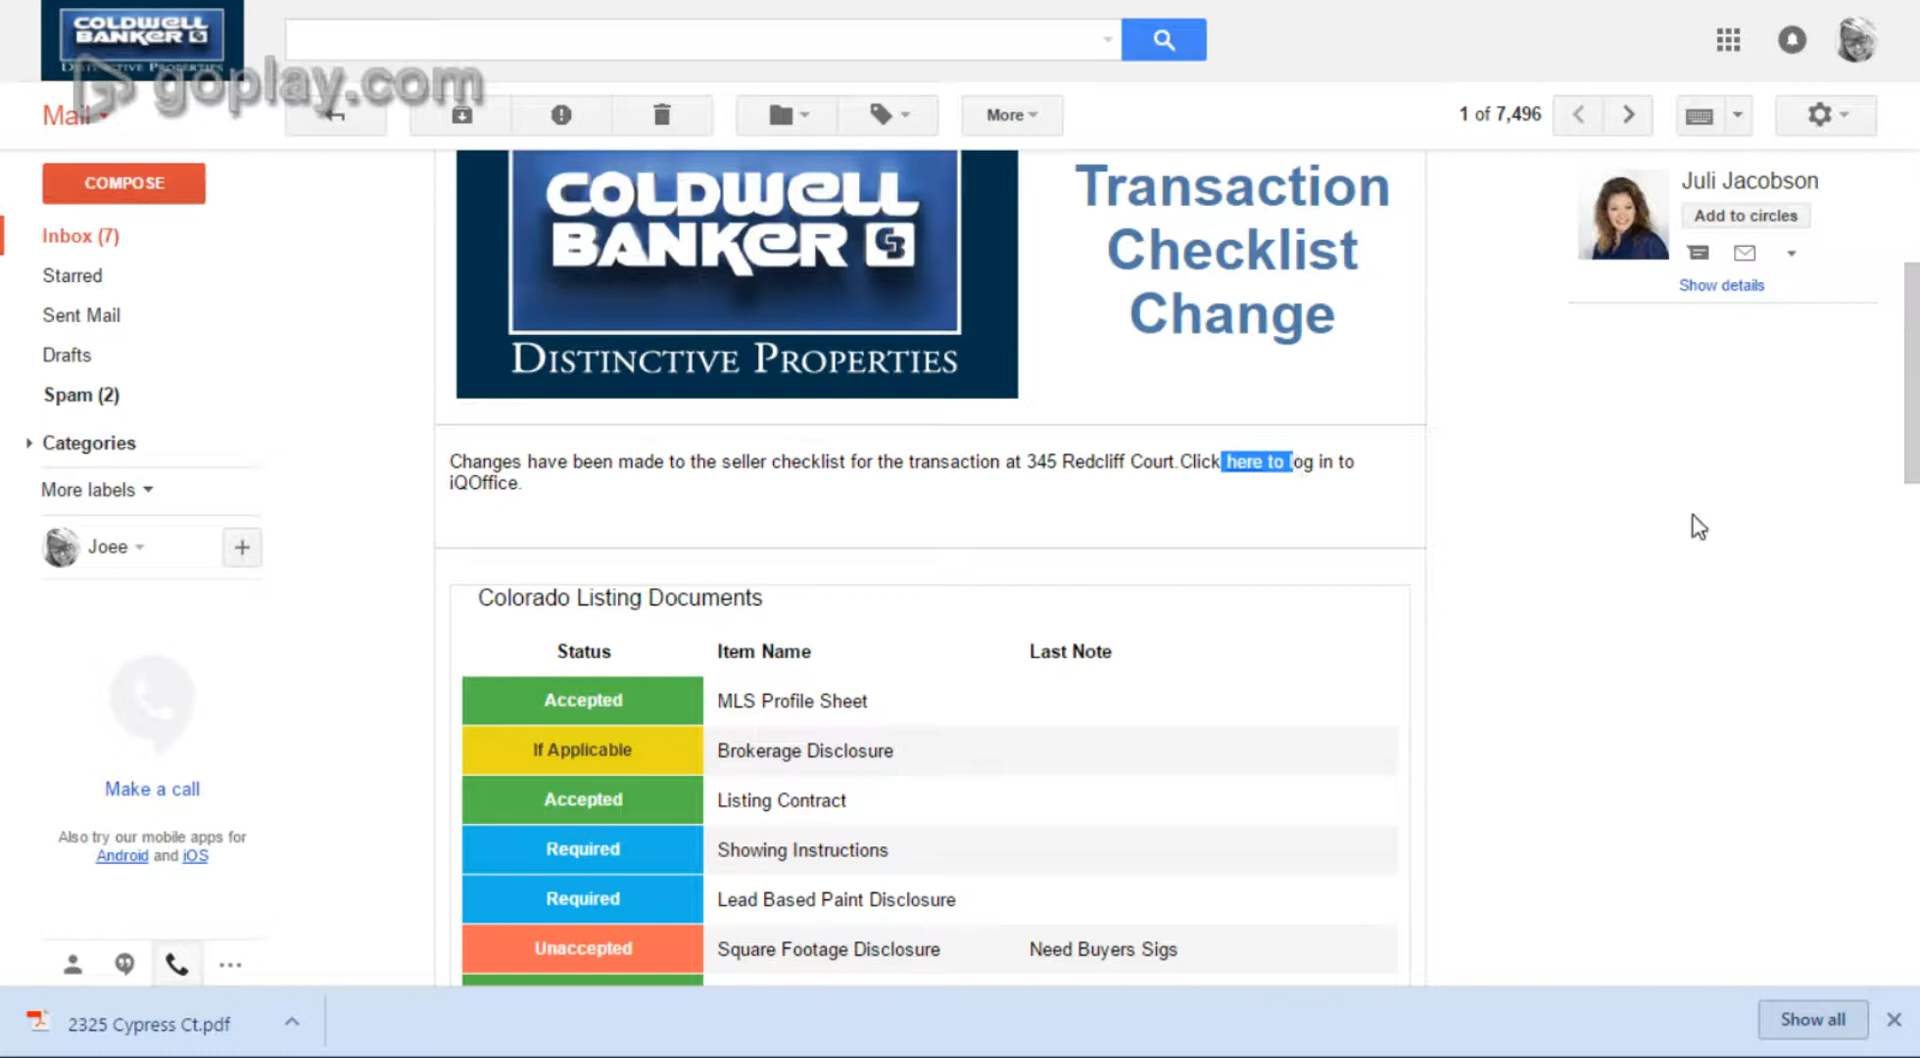 COLDWELL
BANKER
DISTINCTIVE PROPERTIES
goplay.com
Mail
More
1 of 7,496
COMPOSE
Inbox (7)
Starred
Sent Mail
Drafts
Spam (2)
Categories
More labels
Joee
Make a call
Also try our mobile apps for
Android and iOS
COLDWELL
BANKER
DISTINCTIVE PROPERTIES
Transaction
Checklist
Change
Changes have been made to the seller checklist for the transaction at 345 Redcliff Court.Click here to log in to
iQOffice.
Colorado Listing Documents
Status Item Name Last Note
Accepted MLS Profile Sheet
If Applicable Brokerage Disclosure
Accepted Listing Contract
Required Showing Instructions
Required Lead Based Paint Disclosure
Unaccepted Square Footage Disclosure Need Buyers Sigs
Juli Jacobson
Add to circles
Show details
2325 Cypress Ct.pdf
Show all